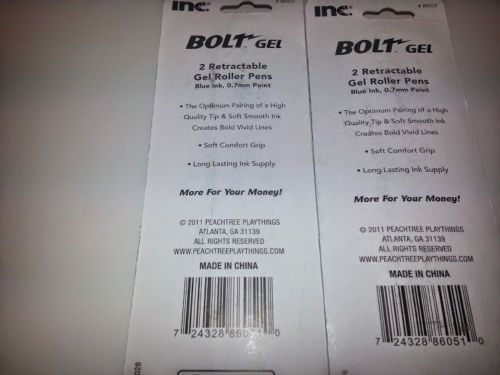 inc.
BOLT GEL
2 Retractable
Gel Roller Pens
Blue Ink, 0.7mm Point
• The Optimum Pairing of a High
Quality Tip & Soft Smooth Ink
Creates Bold Vivid Lines
• Soft Comfort Grip
• Long Lasting Ink Supply
More For Your Money!
© 2011 PEACHTREE PLAYTHINGS
ATLANTA, GA 31139
ALL RIGHTS RESERVED
WWW.PEACHTREEPLAYTHINGS.COM
MADE IN CHINA
7 24328 86071 0
inc.
# 86051
BOLT GEL
2 Retractable
Gel Roller Pens
Blue Ink, 0.7mm Point
• The Optimum Pairing of a High
Quality Tip & Soft Smooth Ink
Creates Bold Vivid Lines
• Soft Comfort Grip
• Long Lasting Ink Supply
More For Your Money!
© 2011 PEACHTREE PLAYTHINGS
ATLANTA, GA 31139
ALL RIGHTS RESERVED
WWW.PEACHTREEPLAYTHINGS.COM
MADE IN CHINA
7 24328 86051 0